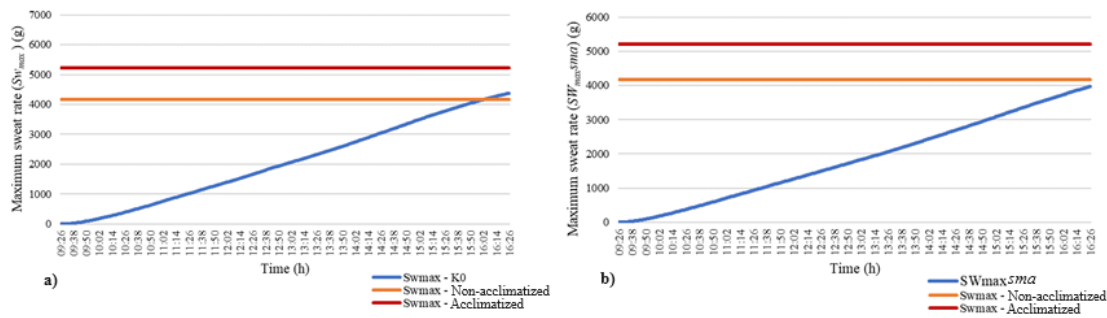 Maximum sweat rate (Swmax) (g)
7000
6000
5000
4000
3000
2000
1000
0
09:26 09:38 09:50 10:02 10:14 10:26 10:38 10:50 11:02 11:14 11:26 11:38 11:50 12:02 12:14 12:26 12:38 12:50 13:02 13:14 13:26 13:38 13:50 14:02 14:14 14:26 14:38 14:50 15:02 15:14 15:26 15:38 15:50 16:02 16:14 16:26
Time (h)
a)
Swmax - K0
Swmax - Non-acclimatized
Swmax - Acclimatized
Maximum sweat rate (SWmaxsma) (g)
6000
5000
4000
3000
2000
1000
0
09:26 09:38 09:50 10:02 10:14 10:26 10:38 10:50 11:02 11:14 11:26 11:38 11:50 12:02 12:14 12:26 12:38 12:50 13:02 13:14 13:26 13:38 13:50 14:02 14:14 14:26 14:38 14:50 15:02 15:14 15:26 15:38 15:50 16:02 16:14 16:26
Time (h)
b)
SWmaxsma
Swmax - Non-acclimatized
Swmax - Acclimatized